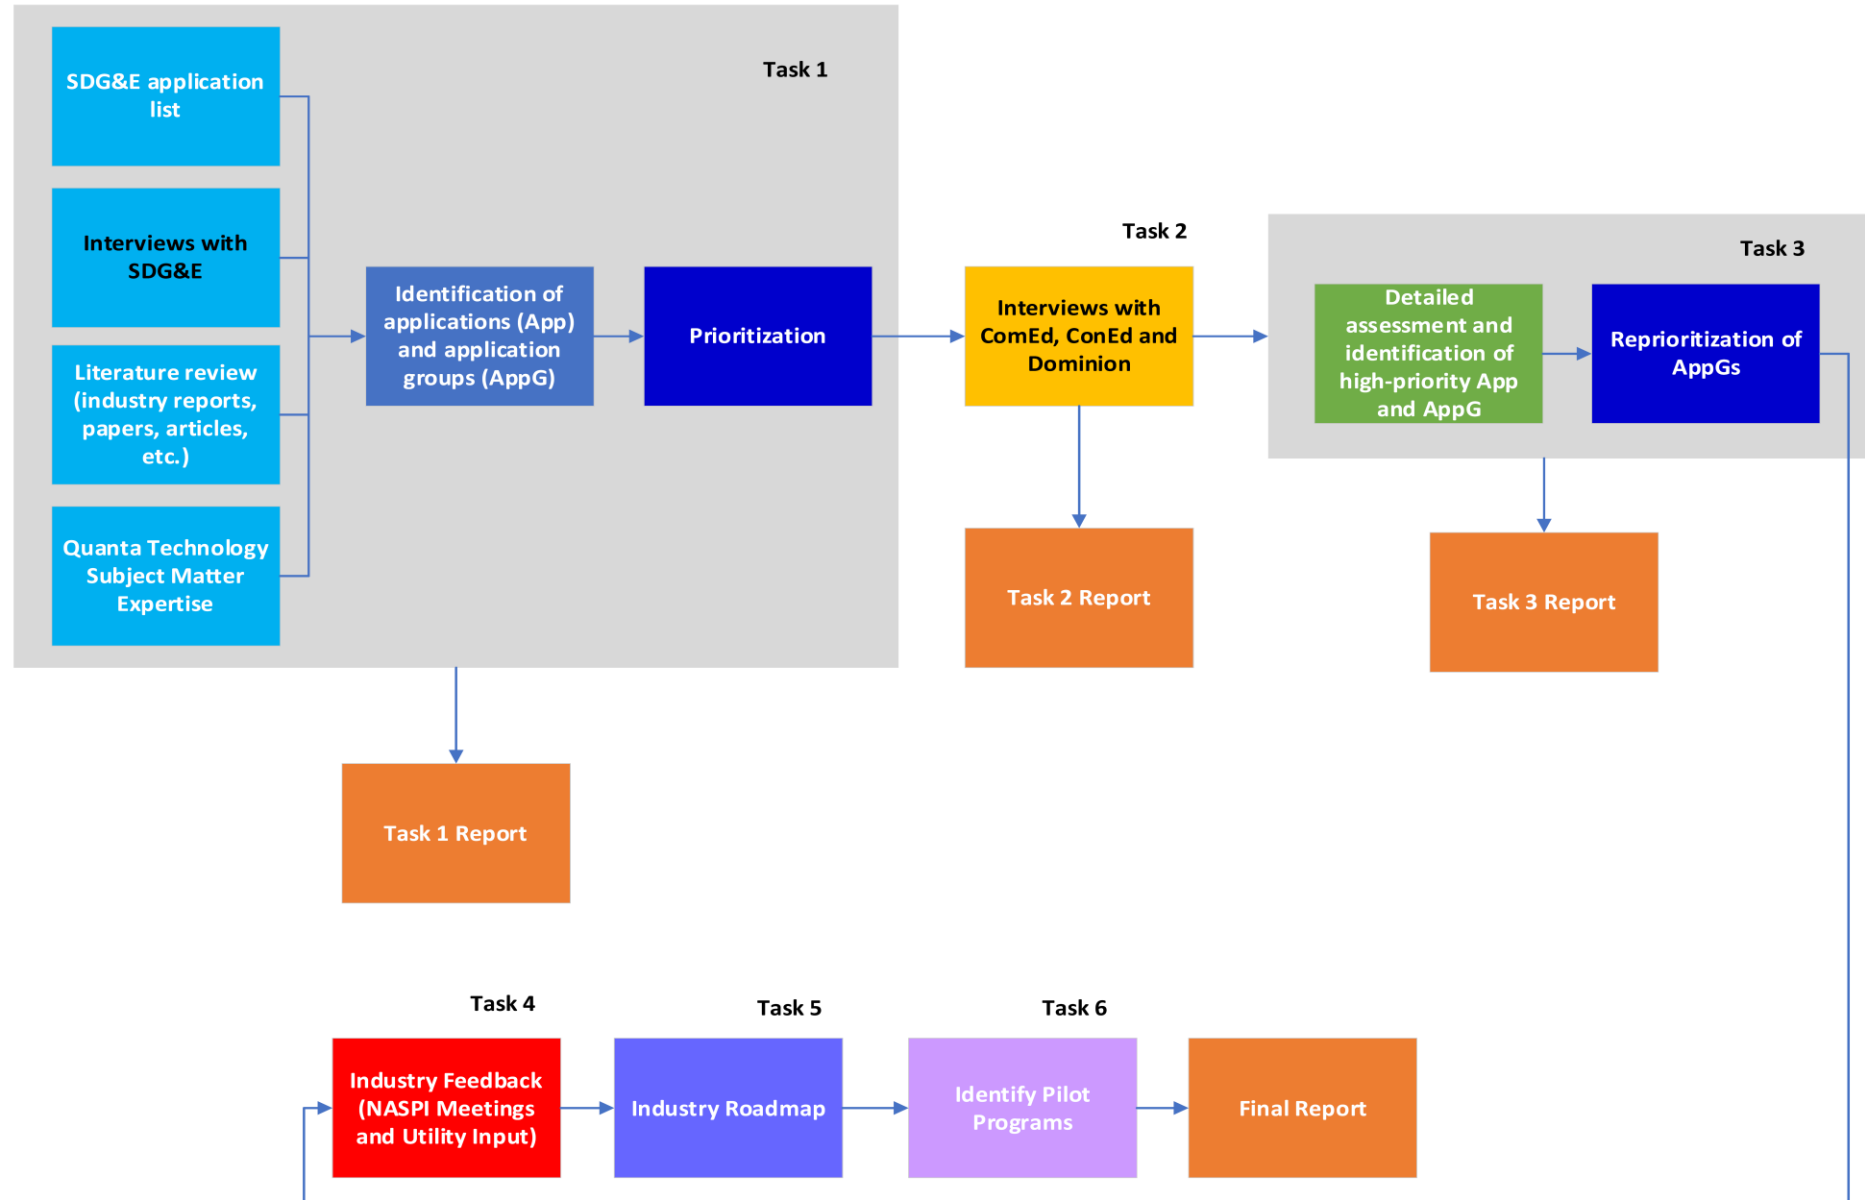 Task 1
SDG&E application
list
Interviews with
SDG&E
Literature review
(industry reports,
papers, articles,
etc.)
Quanta Technology
Subject Matter
Expertise
Identification of
applications (App)
and application
groups (AppG)
Prioritization
Task 2
Interviews with
ComEd, ConEd and
Dominion
Task 3
Detailed
assessment and
identification of
high-priority App
and AppG
Reprioritization of
AppGs
Task 1 Report
Task 2 Report
Task 3 Report
Task 4
Industry Feedback
(NASPI Meetings
and Utility Input)
Task 5
Industry Roadmap
Task 6
Identify Pilot
Programs
Final Report